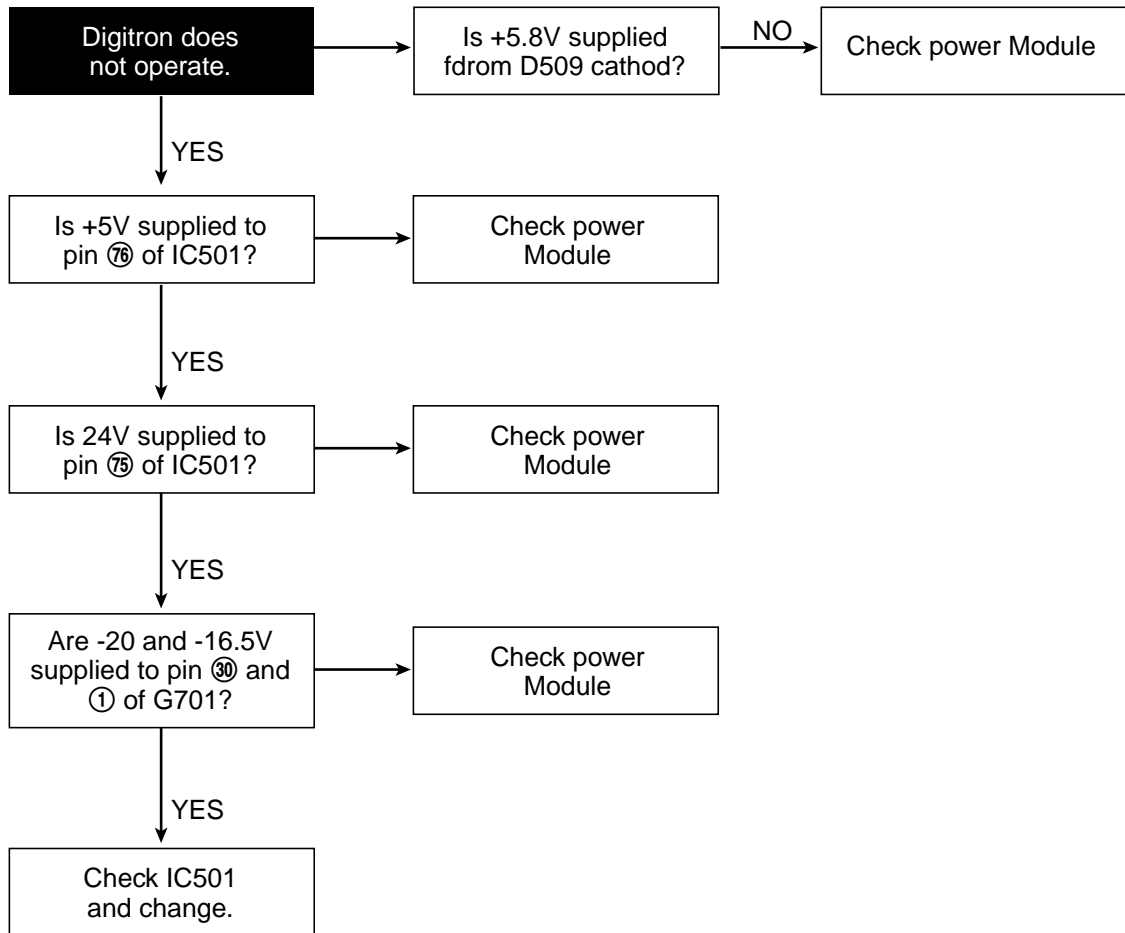 Digitron does
not operate.
Is +5.8V supplied
fdrom D509 cathod?
NO
Check power Module
YES
Is +5V supplied to
pin ㊆ of IC501?
Check power
Module
YES
Is 24V supplied to
pin 75 of IC501?
Check power
Module
YES
Are -20 and -16.5V
supplied to pin ㉚ and
① of G701?
Check power
Module
YES
Check IC501
and change.